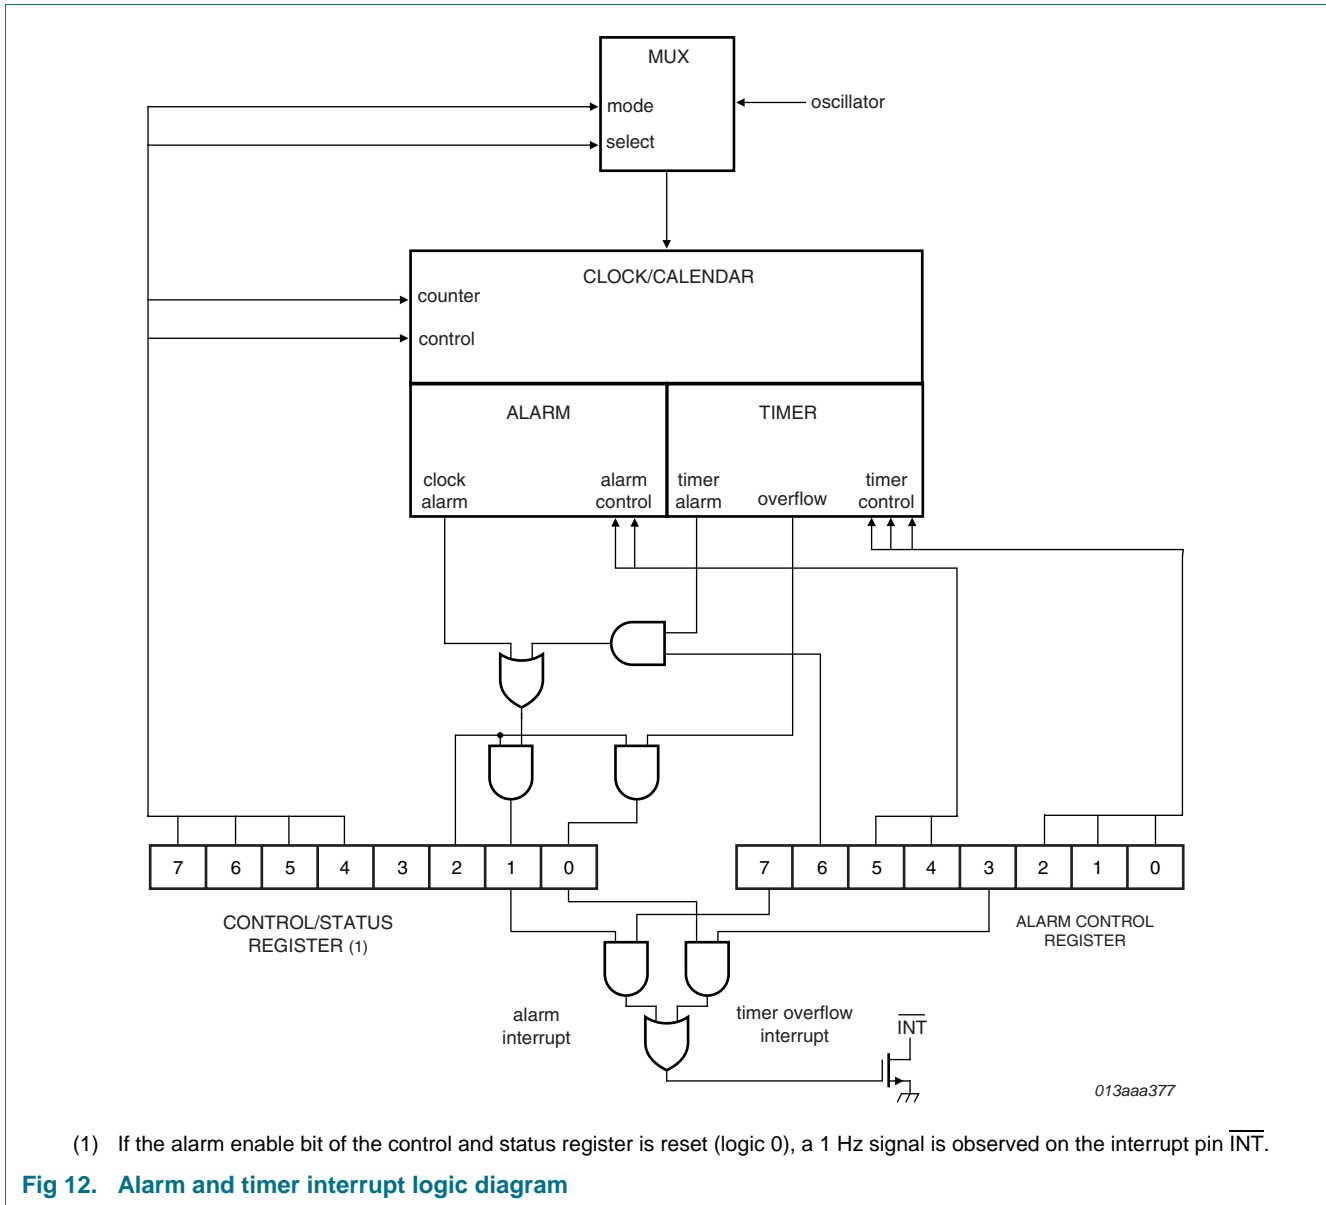 MUX
mode
oscillator
select
CLOCK/CALENDAR
counter
control
ALARM
TIMER
clock
alarm
alarm
control
timer
alarm
overflow
timer
control
7 6 5 4 3 2 1 0
7 6 5 4 3 2 1 0
CONTROL/STATUS
REGISTER (1)
ALARM CONTROL
REGISTER
alarm
interrupt
timer overflow
interrupt
INT
013aaa377
(1) If the alarm enable bit of the control and status register is reset (logic 0), a 1 Hz signal is observed on the interrupt pin INT.
Fig 12. Alarm and timer interrupt logic diagram